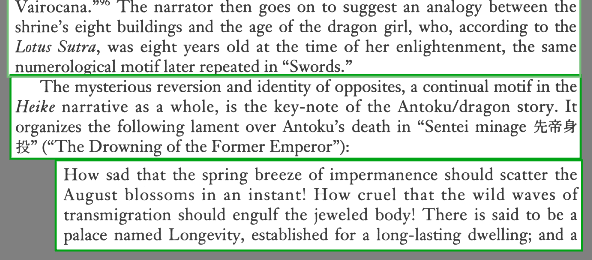 Vairocana.”⁹⁶ The narrator then goes on to suggest an analogy between the
shrine’s eight buildings and the age of the dragon girl, who, according to the
Lotus Sutra, was eight years old at the time of her enlightenment, the same
numerological motif later repeated in “Swords.”
The mysterious reversion and identity of opposites, a continual motif in the
Heike narrative as a whole, is the key-note of the Antoku/dragon story. It
organizes the following lament over Antoku’s death in “Sentei minage 先帝身
投” (“The Drowning of the Former Emperor”):
How sad that the spring breeze of impermanence should scatter the
August blossoms in an instant! How cruel that the wild waves of
transmigration should engulf the jeweled body! There is said to be a
palace named Longevity, established for a long-lasting dwelling; and a